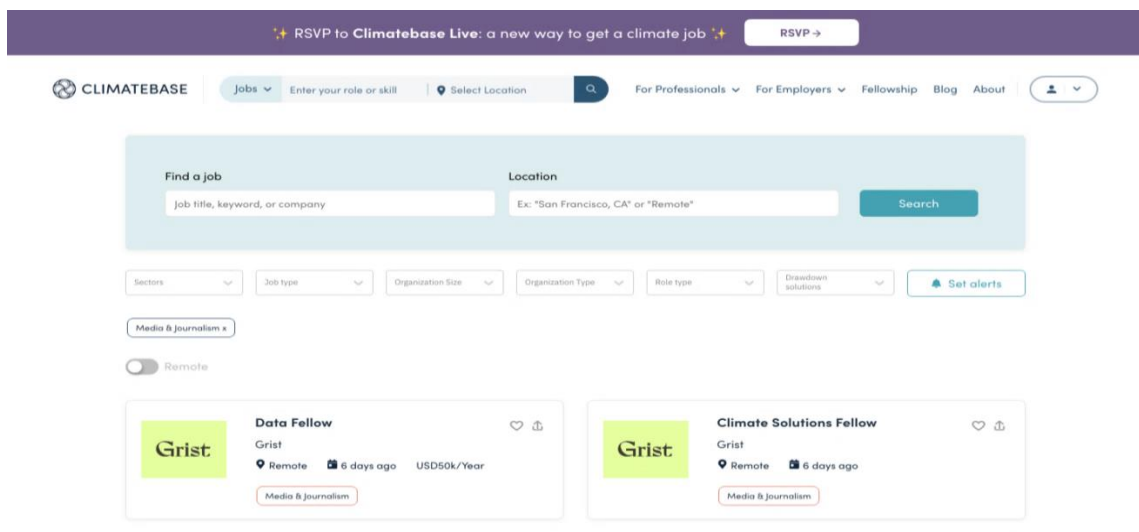 ✨ RSVP to Climatebase Live: a new way to get a climate job ✨ RSVP →
CLIMATEBASE Jobs Enter your role or skill Select Location For Professionals For Employers Fellowship Blog About
Find a job Location
Job title, keyword, or company Ex: "San Francisco, CA" or "Remote" Search
Sectors Job type Organization Size Organization Type Role type Drawdown solutions Set alerts
Media & Journalism x
Remote
Data Fellow
Grist
Grist
Remote 6 days ago USD50k/Year
Media & Journalism
Climate Solutions Fellow
Grist
Grist
Remote 6 days ago
Media & Journalism